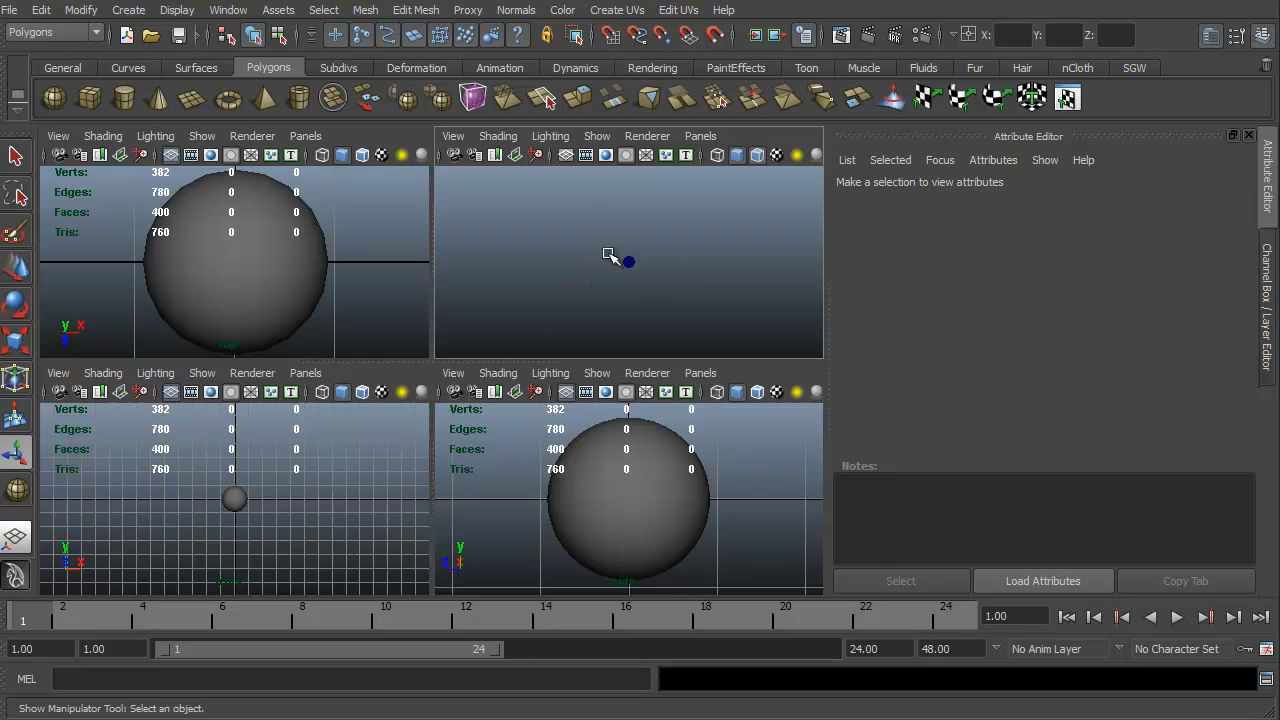 File Edit Modify Create Display Window Assets Select Mesh Edit Mesh Proxy Normals Color Create UVs Edit UVs Help
Polygons
X: Y: Z:
General Curves Surfaces Polygons Subdivs Deformation Animation Dynamics Rendering PaintEffects Toon Muscle Fluids Fur Hair nCloth SGW
View Shading Lighting Show Renderer Panels
Verts: 382 0 0
Edges: 780 0 0
Faces: 400 0 0
Tris: 760 0 0
y x
z
View Shading Lighting Show Renderer Panels
View Shading Lighting Show Renderer Panels
Verts: 382 0 0
Edges: 780 0 0
Faces: 400 0 0
Tris: 760 0 0
y
z x
View Shading Lighting Show Renderer Panels
Verts: 382 0 0
Edges: 780 0 0
Faces: 400 0 0
Tris: 760 0 0
y
z x
Attribute Editor
List Selected Focus Attributes Show Help
Make a selection to view attributes
Notes:
Select Load Attributes Copy Tab
Attribute Editor
Channel Box / Layer Editor
2 4 6 8 10 12 14 16 18 20 22 24
1
1.00
1.00 1.00 1 24 24.00 48.00 No Anim Layer No Character Set
MEL
Show Manipulator Tool: Select an object.